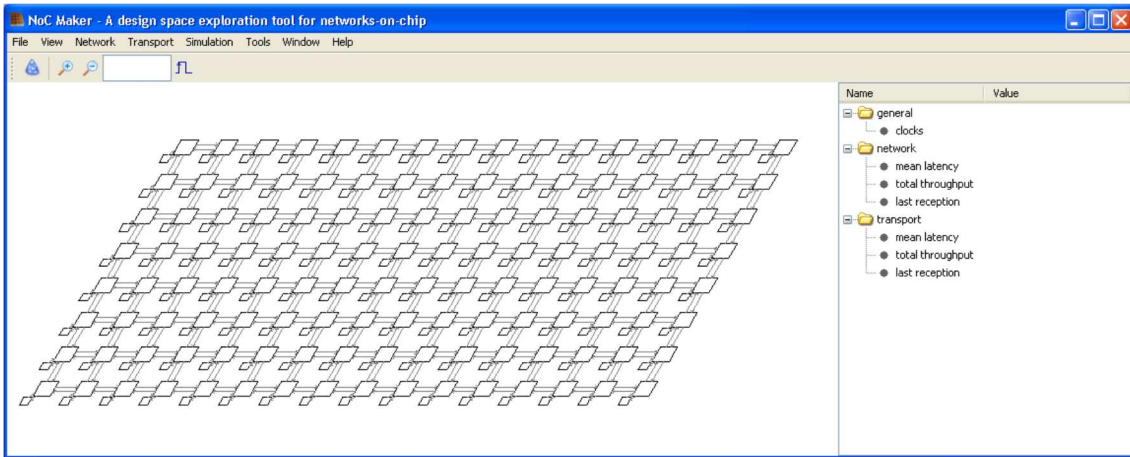 NoC Maker - A design space exploration tool for networks-on-chip
File View Network Transport Simulation Tools Window Help
Name Value
general
clocks
network
mean latency
total throughput
last reception
transport
mean latency
total throughput
last reception